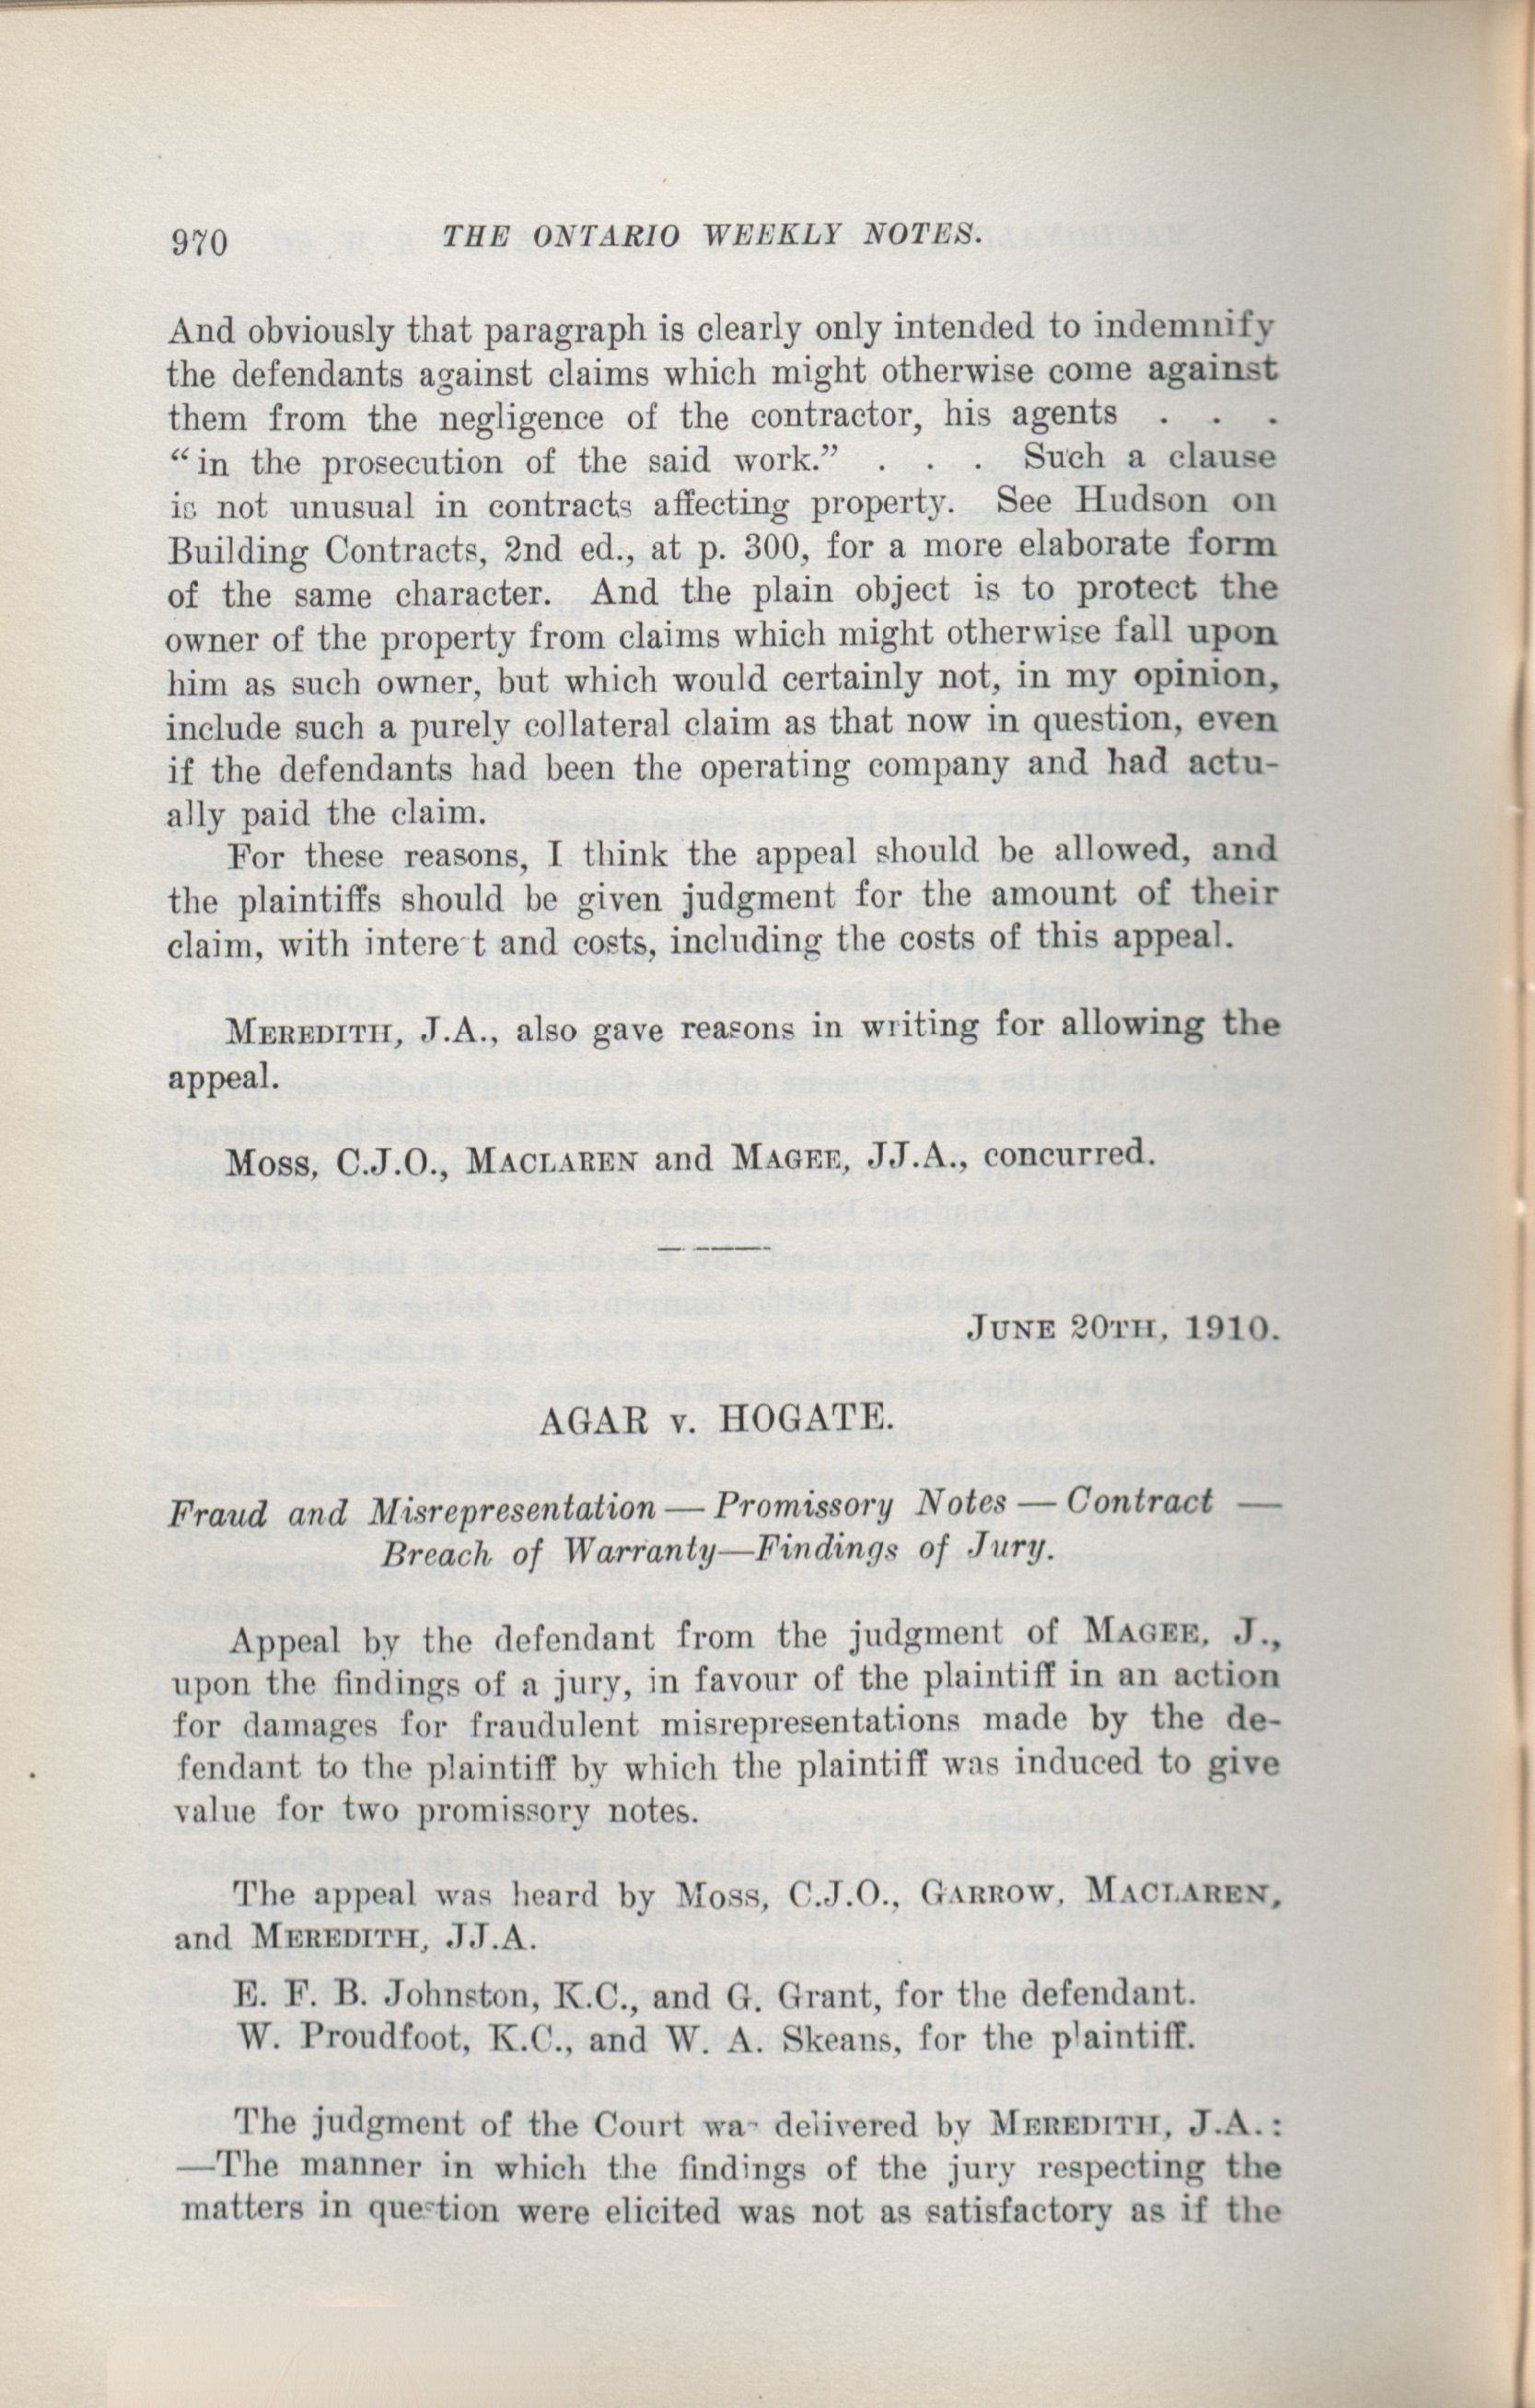 970 THE ONTARIO WEEKLY NOTES.
And obviously that paragraph is clearly only intended to indemnify
the defendants against claims which might otherwise come against
them from the negligence of the contractor, his agents . . .
“in the prosecution of the said work.” . . . Such a clause
is not unusual in contracts affecting property. See Hudson on
Building Contracts, 2nd ed., at p. 300, for a more elaborate form
of the same character. And the plain object is to protect the
owner of the property from claims which might otherwise fall upon
him as such owner, but which would certainly not, in my opinion,
include such a purely collateral claim as that now in question, even
if the defendants had been the operating company and had actu-
ally paid the claim.
For these reasons, I think the appeal should be allowed, and
the plaintiffs should be given judgment for the amount of their
claim, with interest and costs, including the costs of this appeal.
MEREDITH, J.A., also gave reasons in writing for allowing the
appeal.
MOSS, C.J.O., MACLAREN and MAGEE, JJ.A., concurred.
JUNE 20TH, 1910.
AGAR v. HOGATE.
Fraud and Misrepresentation — Promissory Notes — Contract —
Breach of Warranty—Findings of Jury.
Appeal by the defendant from the judgment of MAGEE, J.,
upon the findings of a jury, in favour of the plaintiff in an action
for damages for fraudulent misrepresentations made by the de-
fendant to the plaintiff by which the plaintiff was induced to give
value for two promissory notes.
The appeal was heard by MOSS, C.J.O., GARROW, MACLAREN,
and MEREDITH, JJ.A.
E. F. B. Johnston, K.C., and G. Grant, for the defendant.
W. Proudfoot, K.C., and W. A. Skeans, for the plaintiff.
The judgment of the Court was delivered by MEREDITH, J.A.:
—The manner in which the findings of the jury respecting the
matters in question were elicited was not as satisfactory as if the